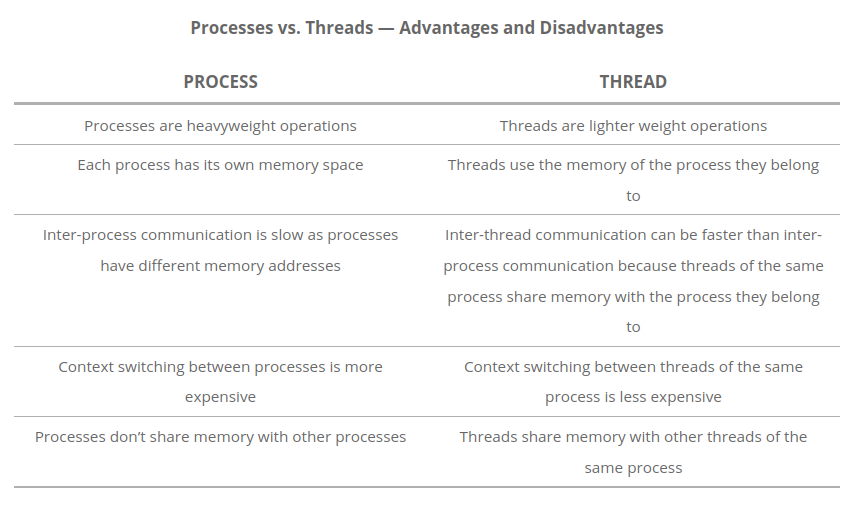 Processes vs. Threads — Advantages and Disadvantages
PROCESS
THREAD
Processes are heavyweight operations
Threads are lighter weight operations
Each process has its own memory space
Threads use the memory of the process they belong
to
Inter-process communication is slow as processes
have different memory addresses
Inter-thread communication can be faster than inter-
process communication because threads of the same
process share memory with the process they belong
to
Context switching between processes is more
expensive
Context switching between threads of the same
process is less expensive
Processes don’t share memory with other processes
Threads share memory with other threads of the
same process